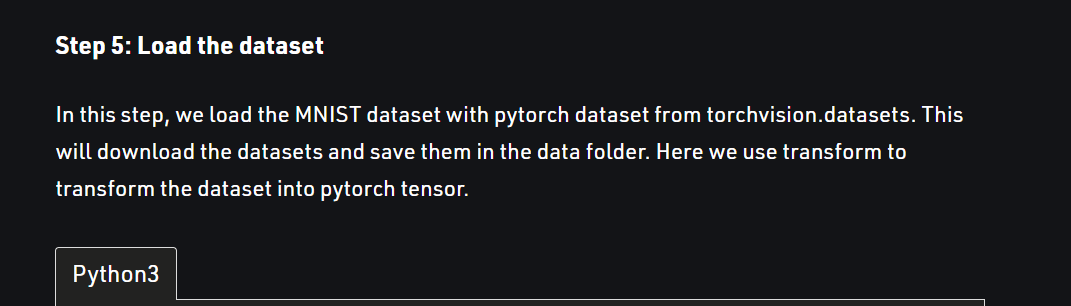 Step 5: Load the dataset
In this step, we load the MNIST dataset with pytorch dataset from torchvision.datasets. This
will download the datasets and save them in the data folder. Here we use transform to
transform the dataset into pytorch tensor.
Python3